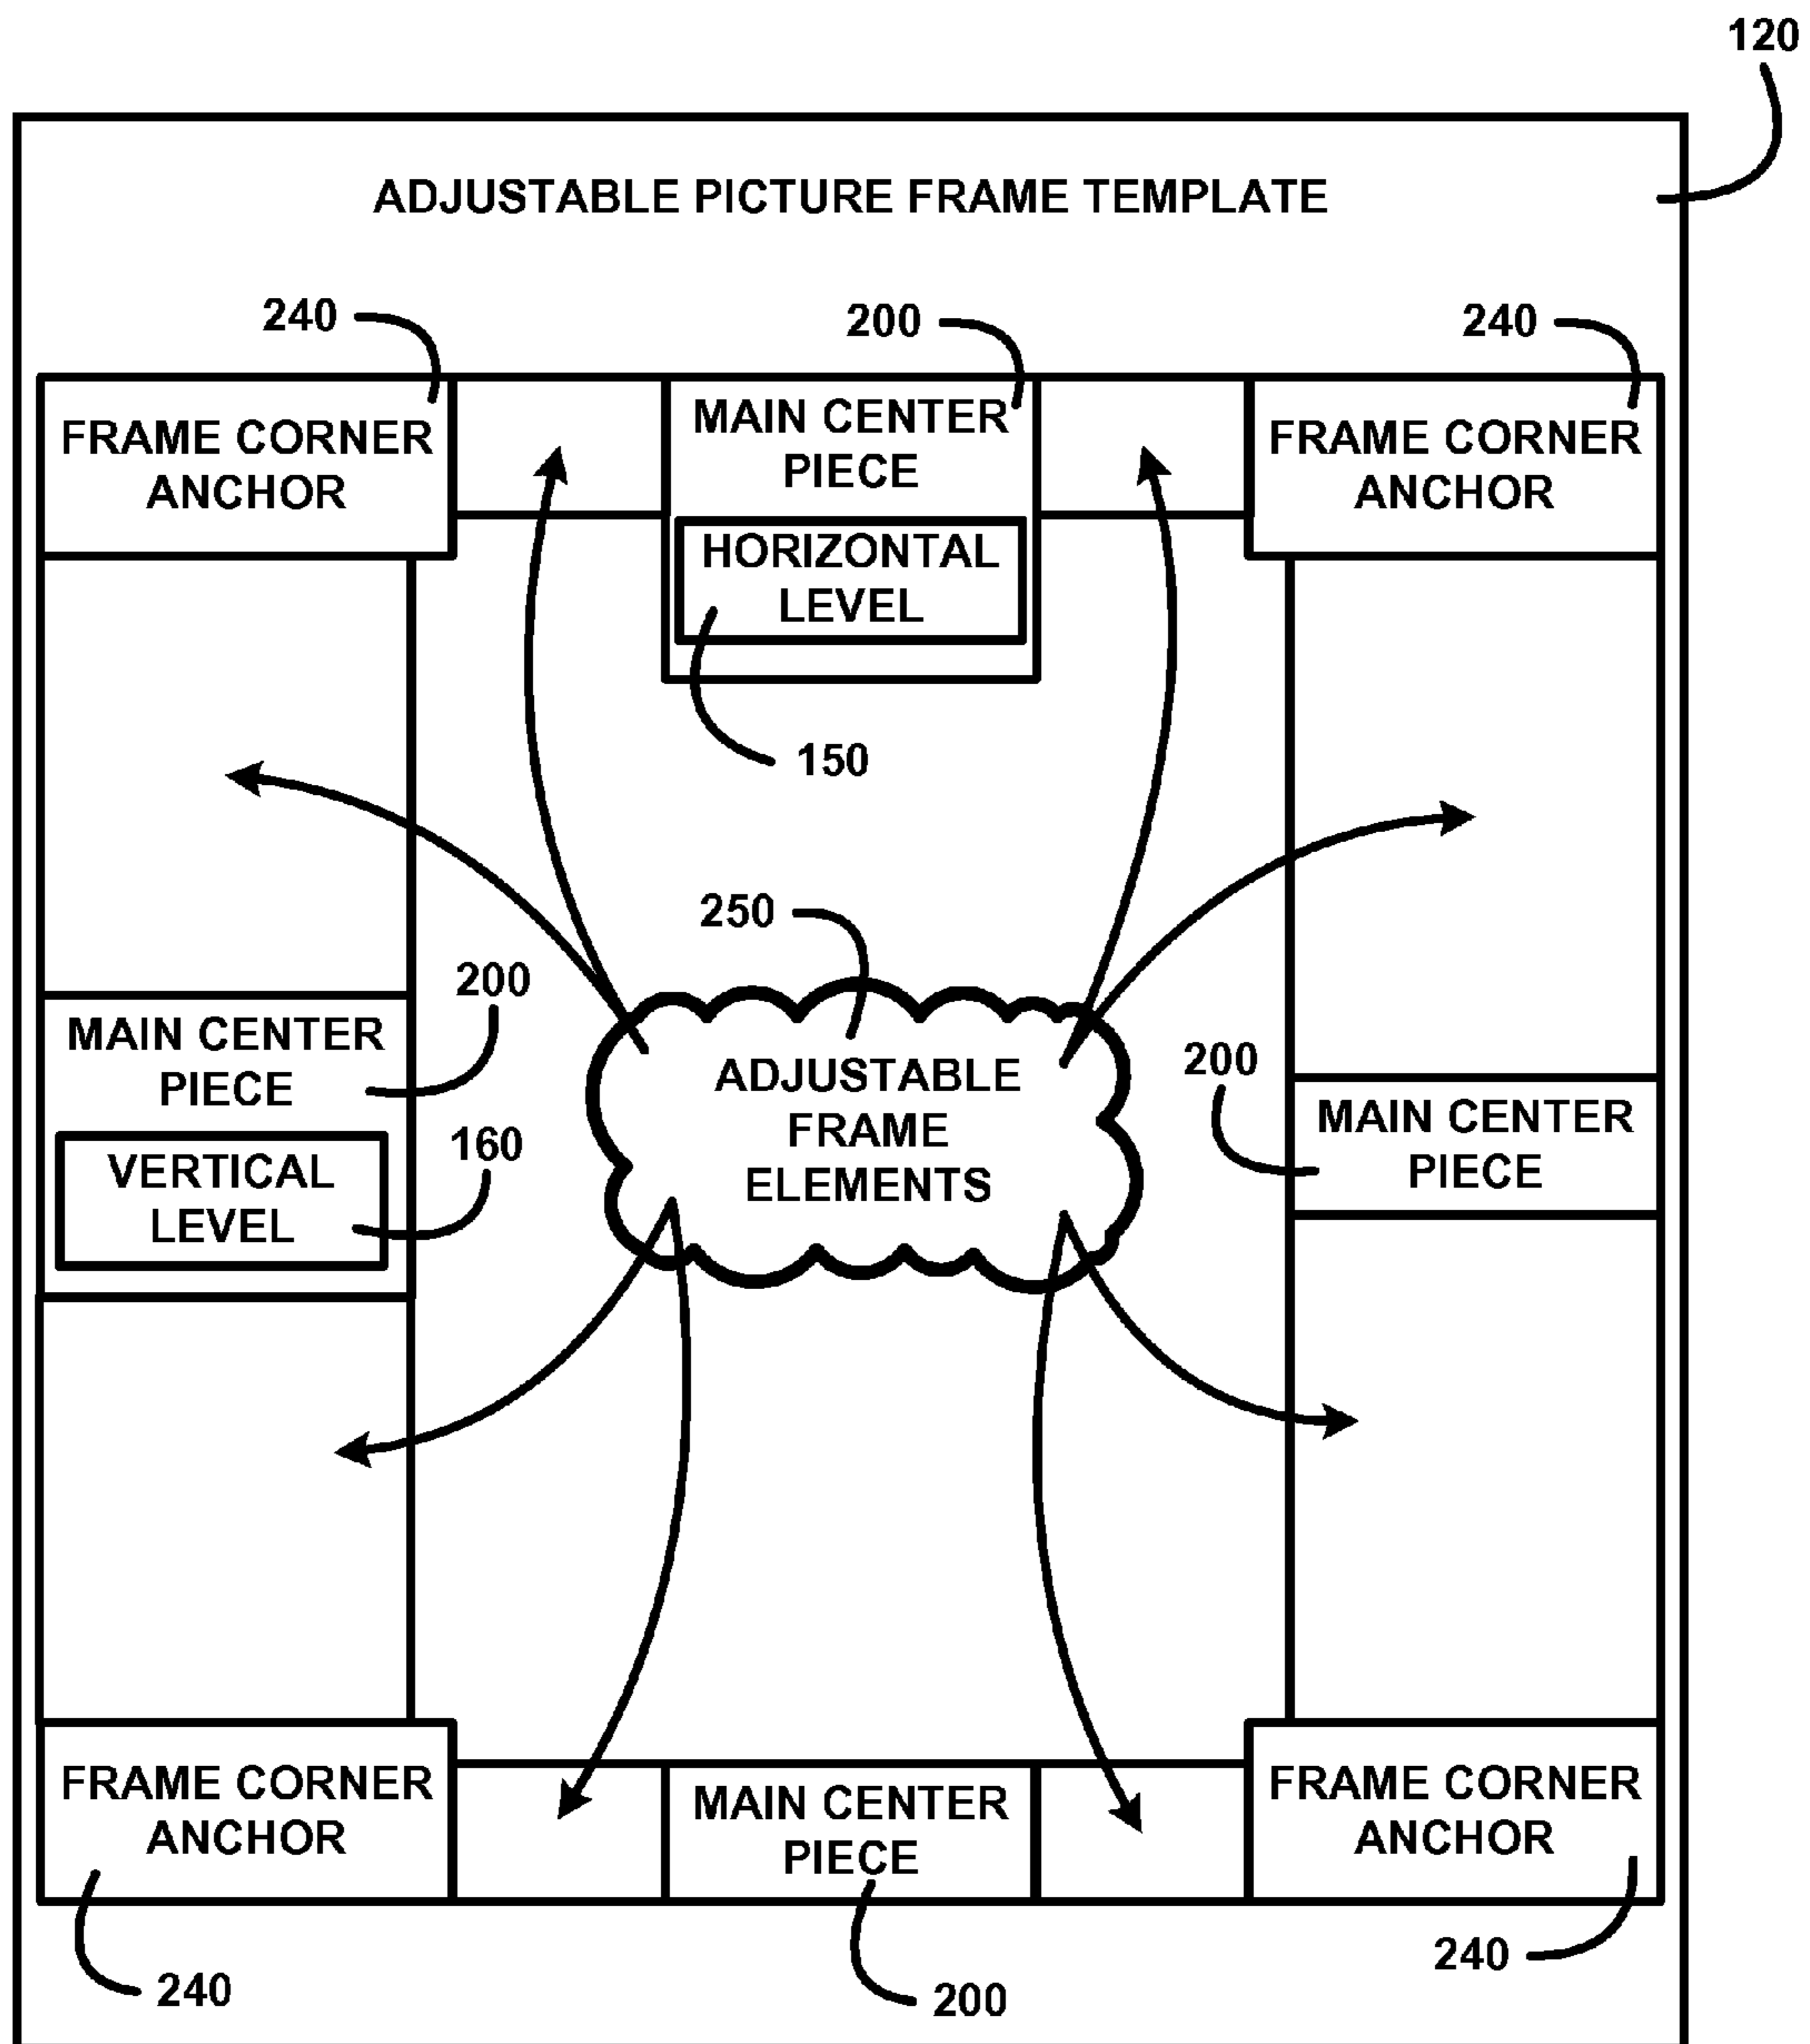 120
ADJUSTABLE PICTURE FRAME TEMPLATE
240
200
240
FRAME CORNER
ANCHOR
MAIN CENTER
PIECE
HORIZONTAL
LEVEL
FRAME CORNER
ANCHOR
150
250
200
MAIN CENTER
PIECE
160
VERTICAL
LEVEL
ADJUSTABLE
FRAME
ELEMENTS
200
MAIN CENTER
PIECE
FRAME CORNER
ANCHOR
MAIN CENTER
PIECE
FRAME CORNER
ANCHOR
240
200
240